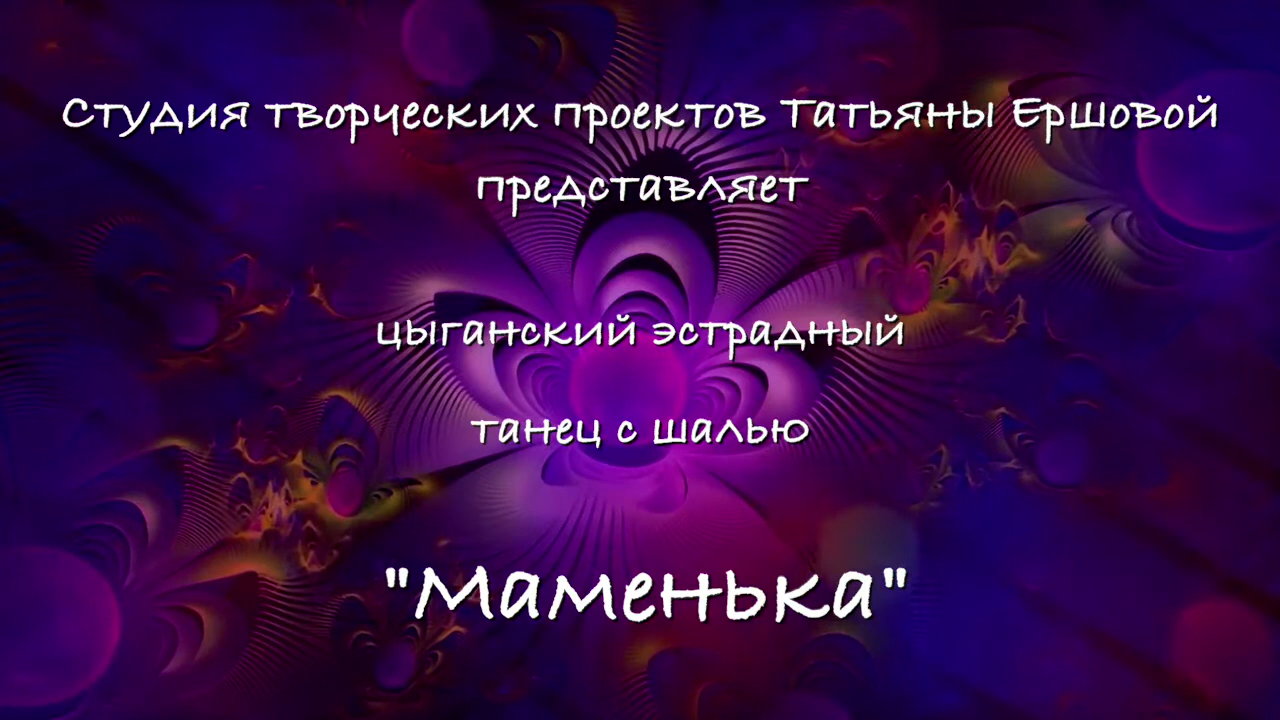 Студия творческих проектов Татьяны Ершовой
представляет
цыганский эстрадный
танец с шалью
"Маменька"